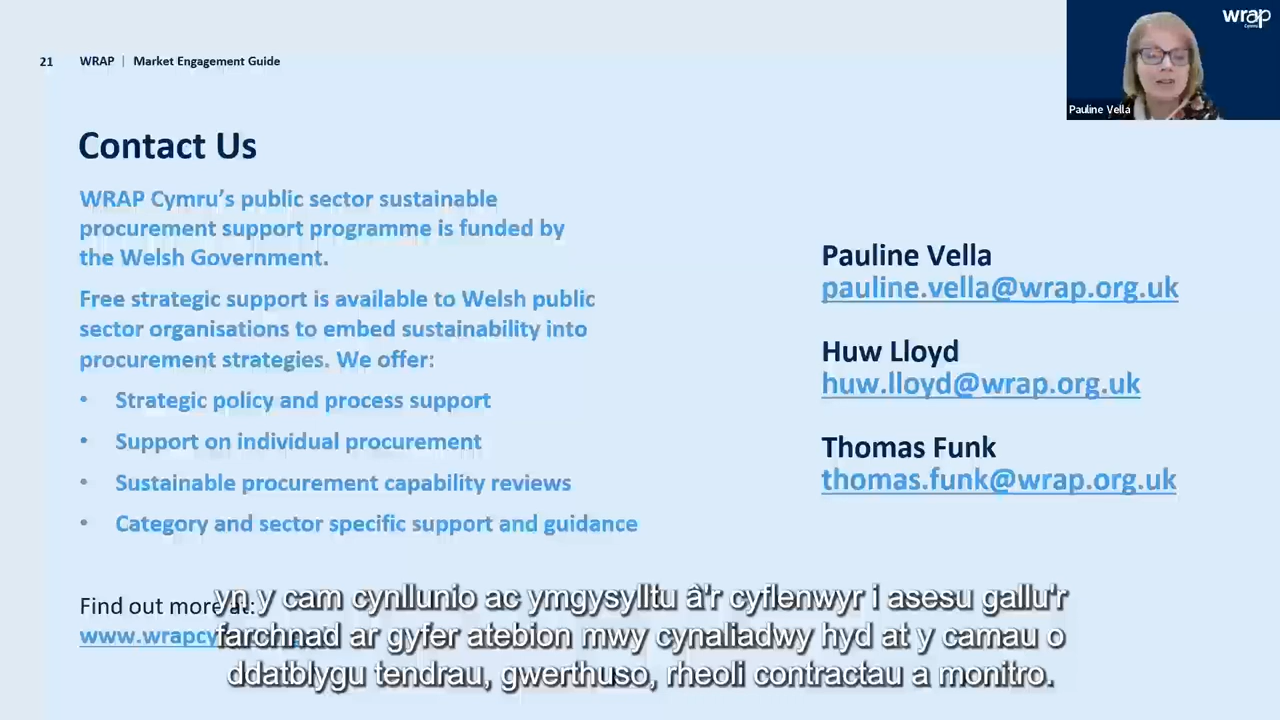 21 WRAP | Market Engagement Guide
wrap
Cymru
Pauline Vella
Contact Us
WRAP Cymru’s public sector sustainable
procurement support programme is funded by
the Welsh Government.
Free strategic support is available to Welsh public
sector organisations to embed sustainability into
procurement strategies. We offer:
• Strategic policy and process support
• Support on individual procurement
• Sustainable procurement capability reviews
• Category and sector specific support and guidance
Find out more at:
www.wrapcy
Pauline Vella
pauline.vella@wrap.org.uk
Huw Lloyd
huw.lloyd@wrap.org.uk
Thomas Funk
thomas.funk@wrap.org.uk
yn y cam cynllunio ac ymgysylltu â'r cyflenwyr i asesu gallu'r
farchnad ar gyfer atebion mwy cynaliadwy hyd at y camau o
ddatblygu tendrau, gwerthuso, rheoli contractau a monitro.